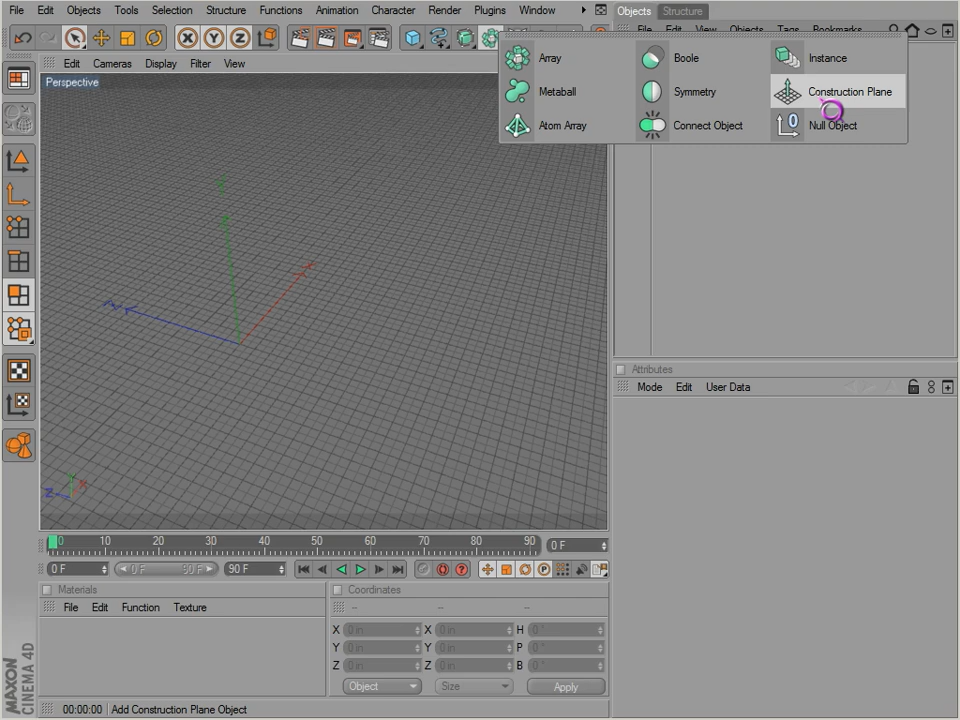 File Edit Objects Tools Selection Structure Functions Animation Character Render Plugins Window
Objects Structure
File Edit View Objects Tags Bookmarks
X Y Z
Edit Cameras Display Filter View
Perspective
Array Boole Instance
Metaball Symmetry Construction Plane
Atom Array Connect Object Null Object
0
Y
X
Z
Y
X
Z
Attributes
Mode Edit User Data
0 10 20 30 40 50 60 70 80 90 0 F
0 F 0 F 90 F 90 F
Materials
File Edit Function Texture
Coordinates
-- -- --
X 0 in X 0 in H 0 °
Y 0 in Y 0 in P 0 °
Z 0 in Z 0 in B 0 °
Object Size Apply
MAXON
CINEMA 4D
00:00:00 Add Construction Plane Object